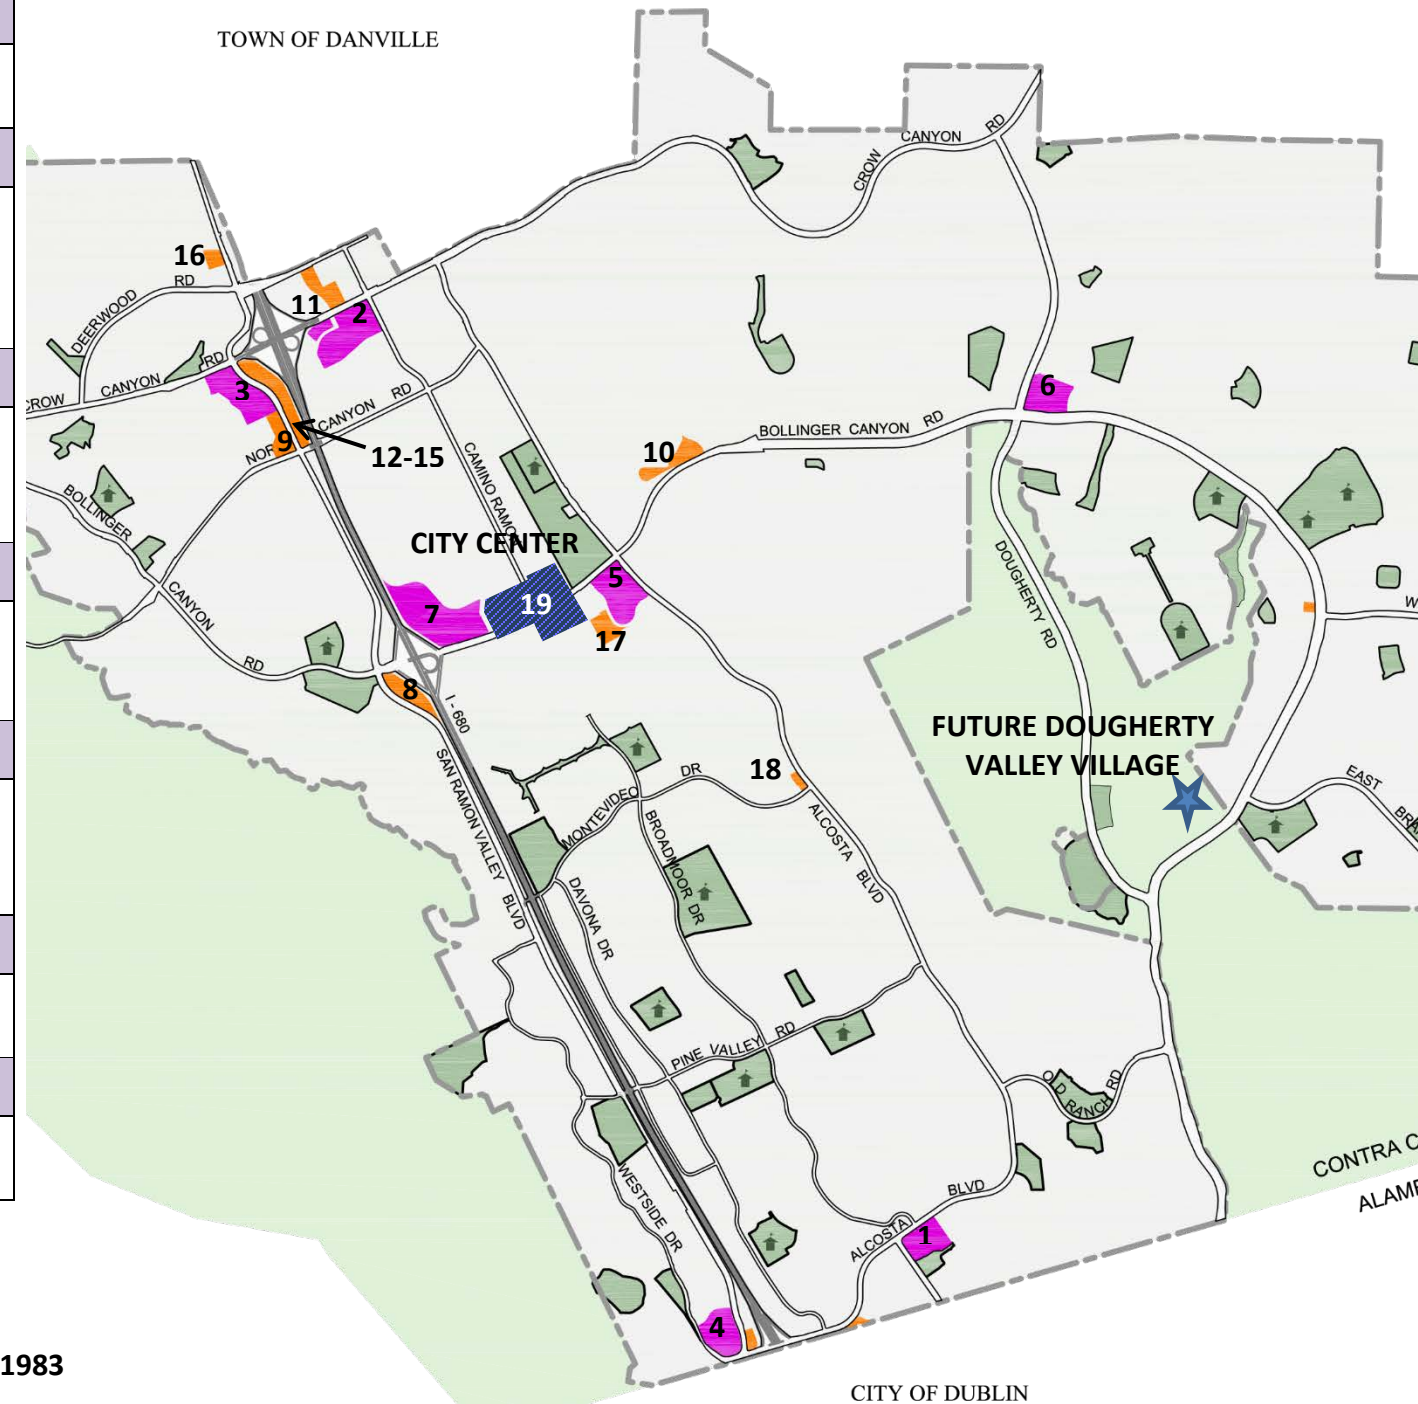 TOWN OF DANVILLE
CANYON RD
CROW
16
RD
DEERWOOD
11
2
RD
CANYON
CROW
3
6
RD
CANYON
BOLLINGER CANYON RD
9
NOR
12-15
10
CAMINO RAMON
BOLLINGER
CITY CENTER
DOUGHERTY RD
5
CANYON
7
19
W
17
RD
8
I - 680
FUTURE DOUGHERTY
VALLEY VILLAGE
SAN RAMON VALLEY BLVD
DR
18
EAST
MONTEVIDEO
BROADMOOR DR
ALCOSTA BLVD
BRA
DAVONA DR
PINE VALLEY RD
OLD RANCH RD
CONTRA C
WESTSIDE DR
BLVD
ALCOSTA
1
4
1983
CITY OF DUBLIN